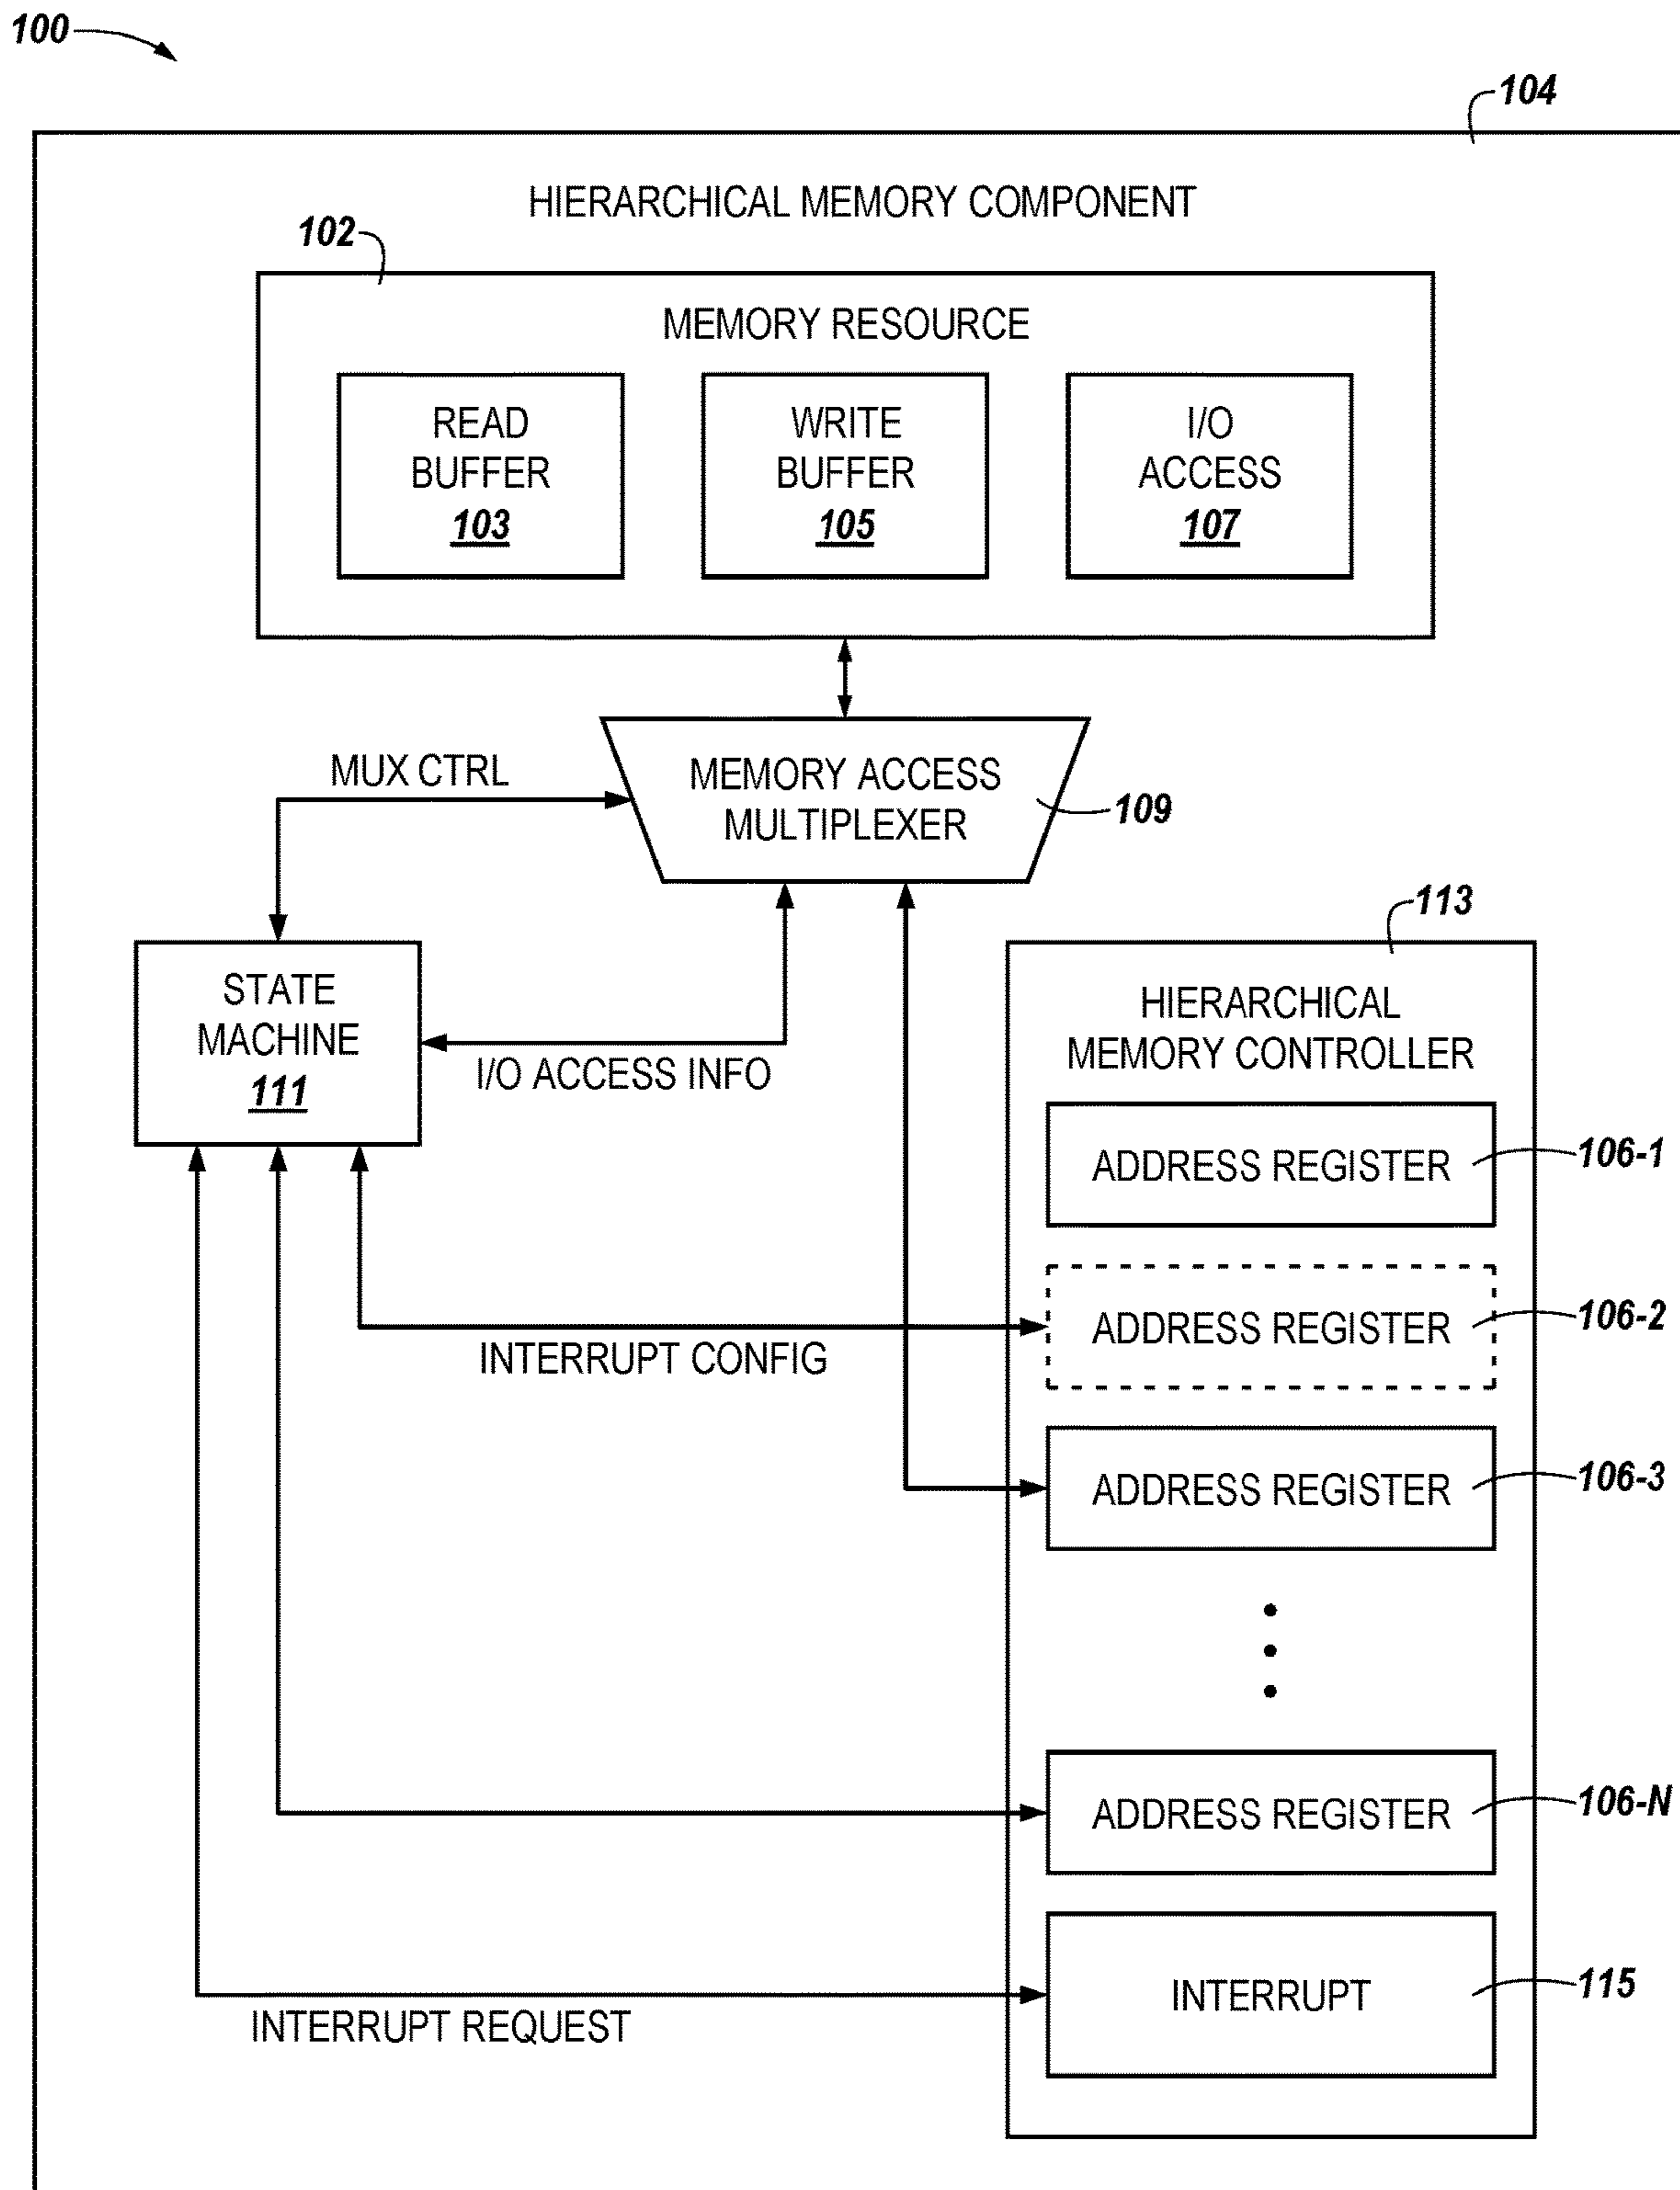 100
104
HIERARCHICAL MEMORY COMPONENT
102
MEMORY RESOURCE
READ
BUFFER
103
WRITE
BUFFER
105
I/O
ACCESS
107
MUX CTRL
MEMORY ACCESS
MULTIPLEXER
109
113
STATE
MACHINE
111
I/O ACCESS INFO
HIERARCHICAL
MEMORY CONTROLLER
ADDRESS REGISTER
106-1
ADDRESS REGISTER
106-2
INTERRUPT CONFIG
ADDRESS REGISTER
106-3
ADDRESS REGISTER
106-N
INTERRUPT
115
INTERRUPT REQUEST